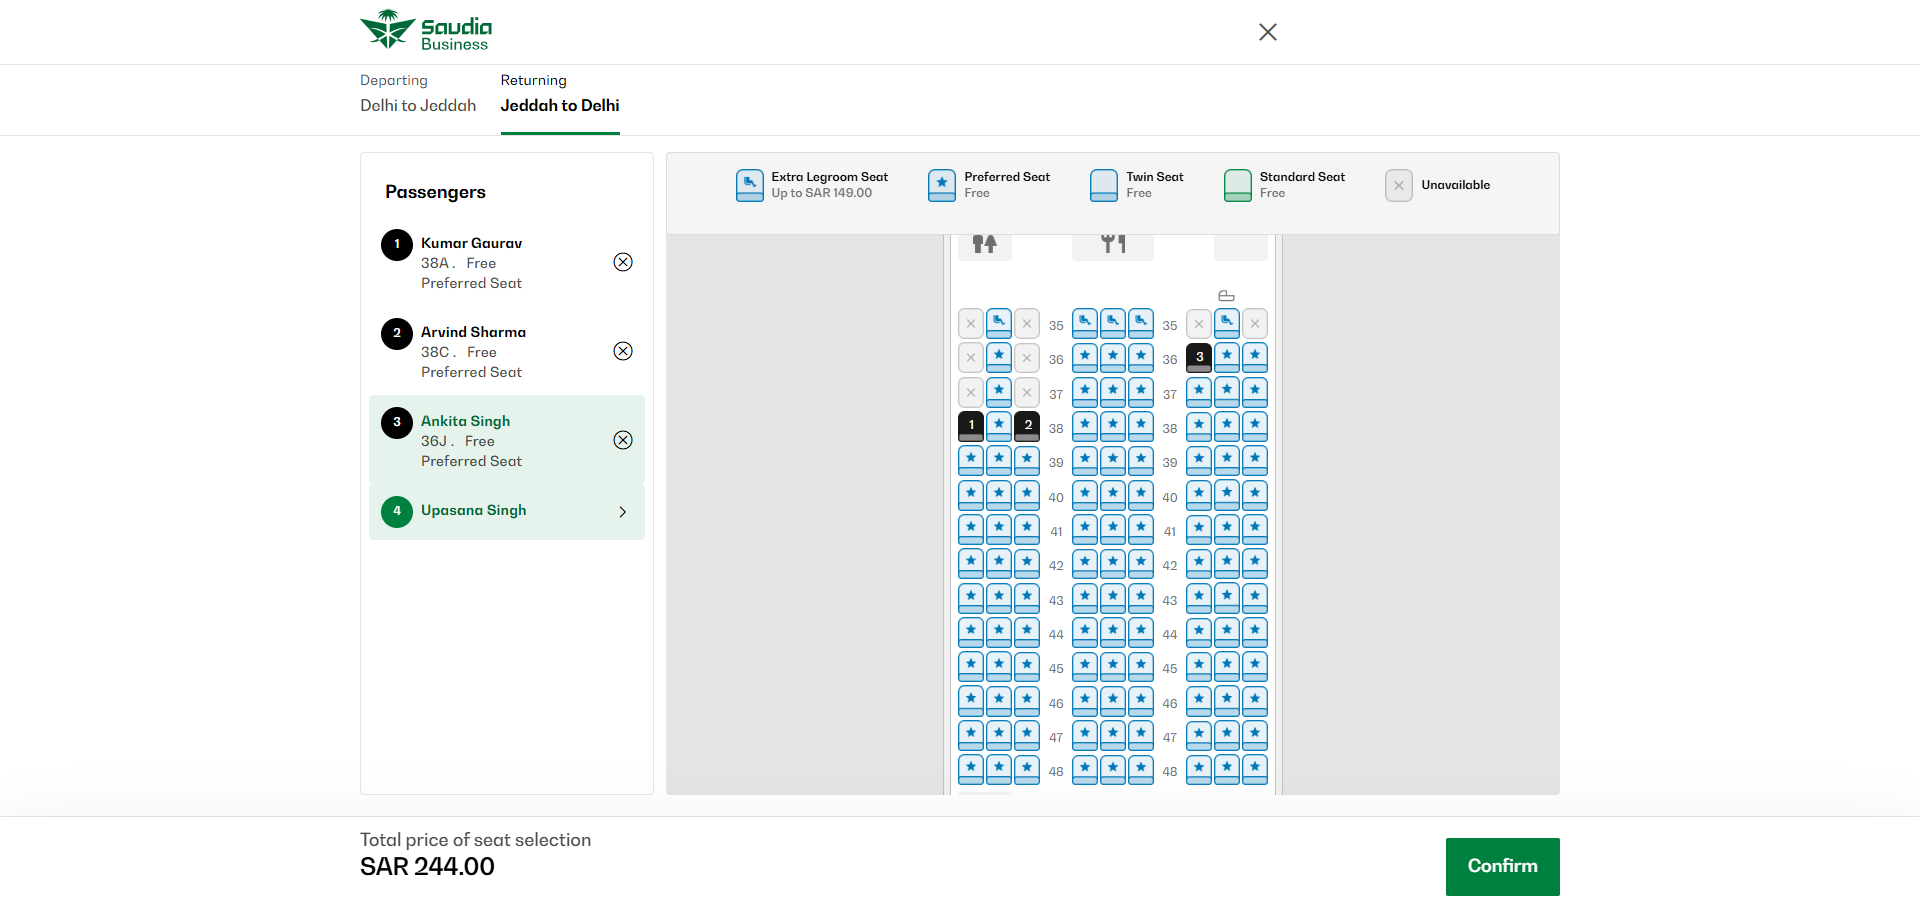 Saudia
Business
Departing
Delhi to Jeddah
Returning
Jeddah to Delhi
Passengers
1
Kumar Gaurav
38A . Free
Preferred Seat
2
Arvind Sharma
38C . Free
Preferred Seat
3
Ankita Singh
36J . Free
Preferred Seat
4
Upasana Singh
Extra Legroom Seat
Up to SAR 149.00
Preferred Seat
Free
Twin Seat
Free
Standard Seat
Free
Unavailable
35 35
36 36 3
37 37
1 2 38 38
39 39
40 40
41 41
42 42
43 43
44 44
45 45
46 46
47 47
48 48
Total price of seat selection
SAR 244.00
Confirm